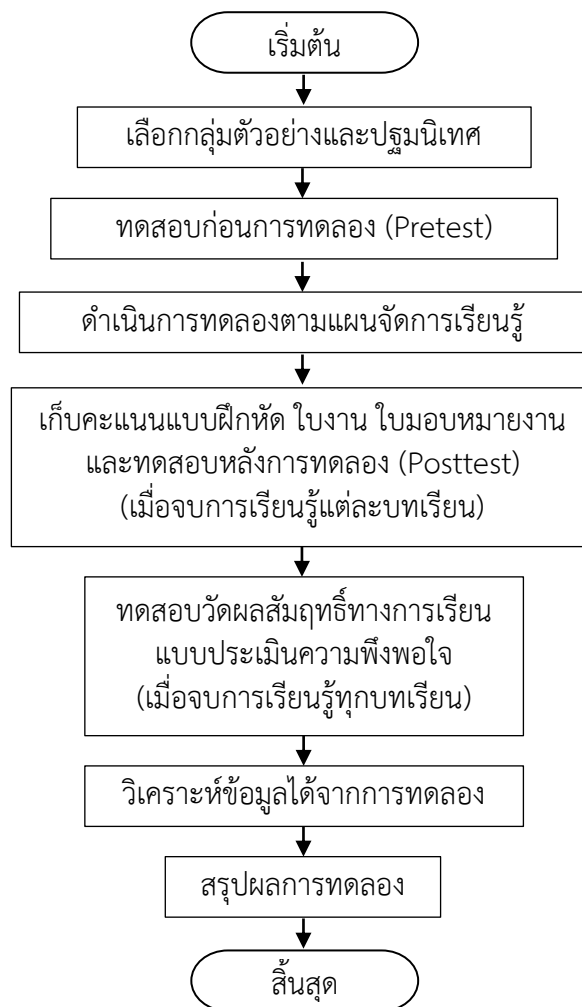 เริ่มต้น
เลือกกลุ่มตัวอย่างและปฐมนิเทศ
ทดสอบก่อนการทดลอง (Pretest)
ดำเนินการทดลองตามแผนจัดการเรียนรู้
เก็บคะแนนแบบฝึกหัด ใบงาน ใบมอบหมายงาน
และทดสอบหลังการทดลอง (Posttest)
(เมื่อจบการเรียนรู้แต่ละบทเรียน)
ทดสอบวัดผลสัมฤทธิ์ทางการเรียน
แบบประเมินความพึงพอใจ
(เมื่อจบการเรียนรู้ทุกบทเรียน)
วิเคราะห์ข้อมูลได้จากการทดลอง
สรุปผลการทดลอง
สิ้นสุด